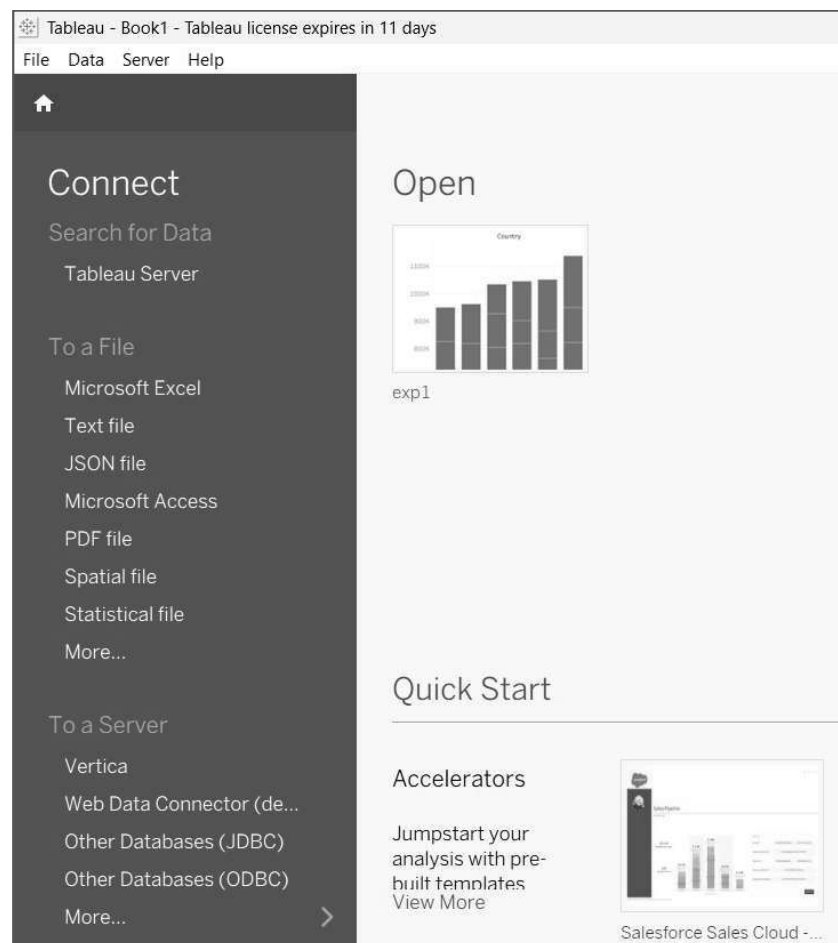 Tableau - Book1 - Tableau license expires in 11 days
File Data Server Help
Connect
Search for Data
Tableau Server
To a File
Microsoft Excel
Text file
JSON file
Microsoft Access
PDF file
Spatial file
Statistical file
More...
To a Server
Vertica
Web Data Connector (de...
Other Databases (JDBC)
Other Databases (ODBC)
More...
Open
Country
exp1
Quick Start
Accelerators
Jumpstart your
analysis with pre-
built templates
View More
Sales Pipeline
Salesforce Sales Cloud -...